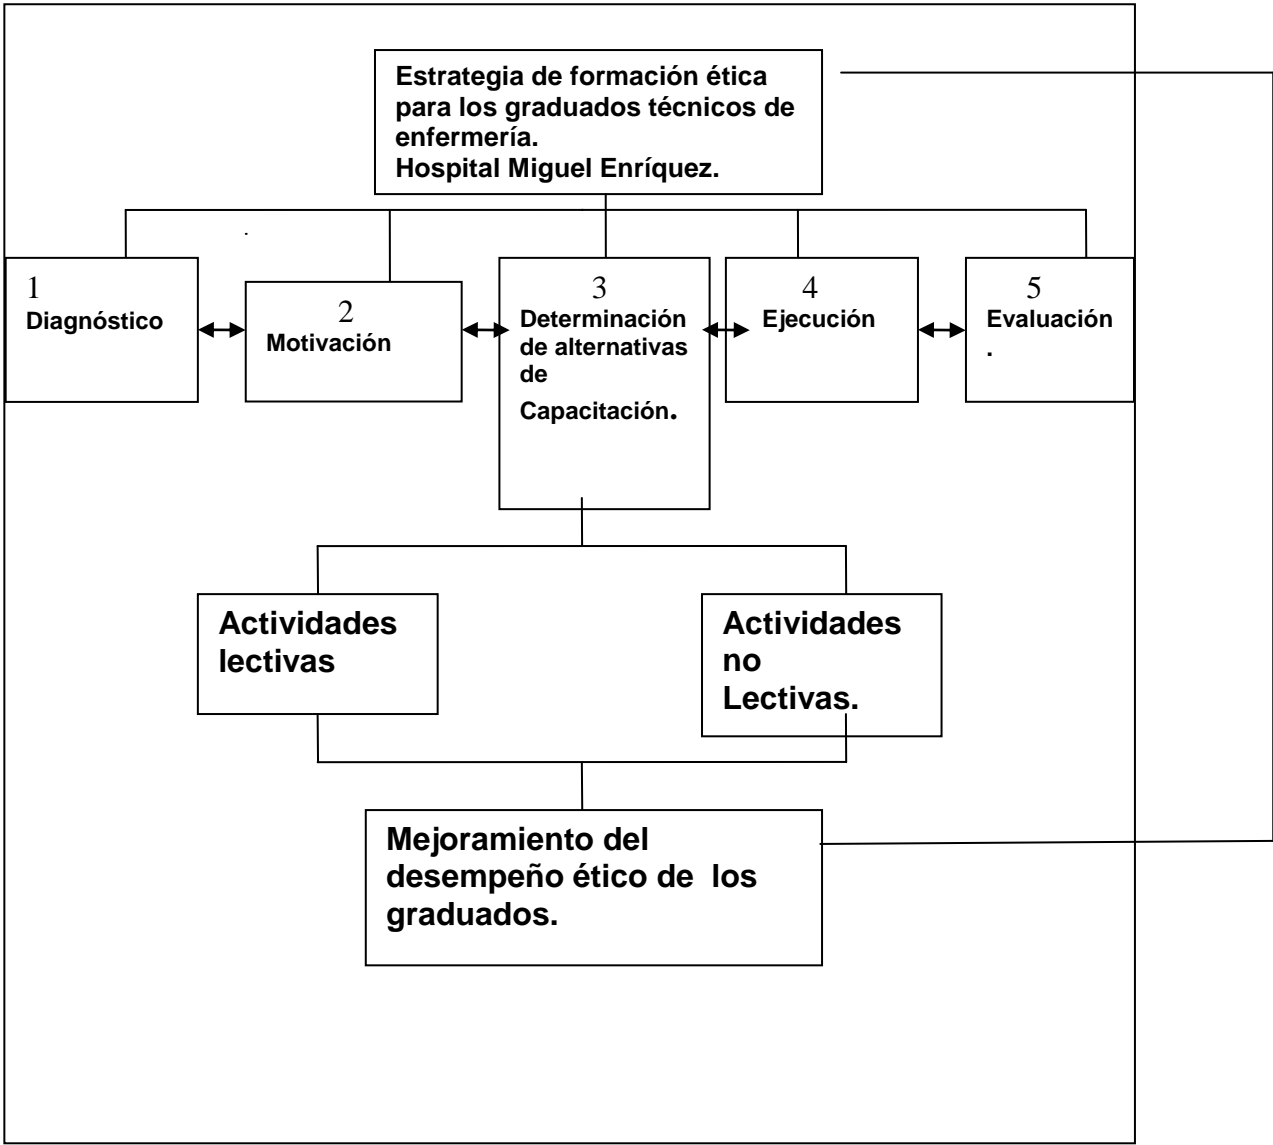 Estrategia de formación ética
para los graduados técnicos de
enfermería.
Hospital Miguel Enríquez.
1
Diagnóstico
2
Motivación
3
Determinación
de alternativas
de
Capacitación.
4
Ejecución
5
Evaluación
.
Actividades
lectivas
Actividades
no
Lectivas.
Mejoramiento del
desempeño ético de  los
graduados.